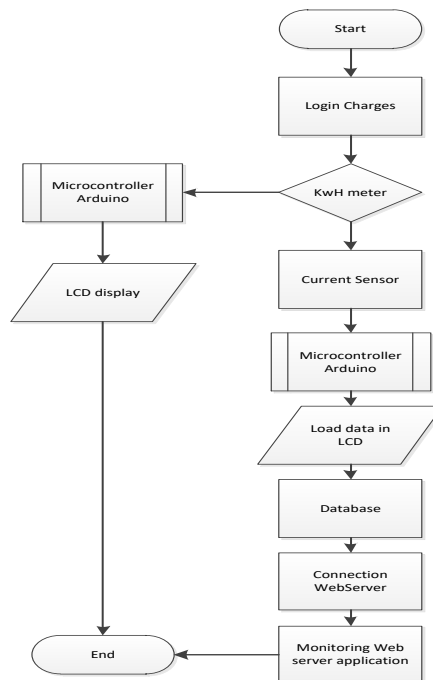 Start
Login Charges
KwH meter
Microcontroller
Arduino
LCD display
Current Sensor
Microcontroller
Arduino
Load data in
LCD
Database
Connection
WebServer
Monitoring Web
server application
End